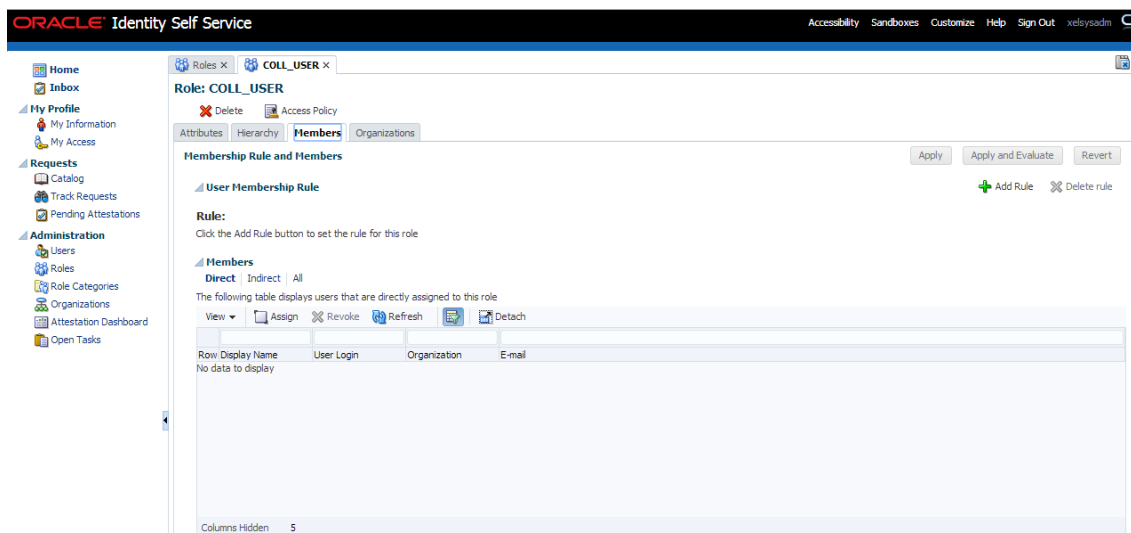 ORACLE Identity Self Service
Accessibility Sandboxes Customize Help Sign Out xelsysadm
Home
Inbox
My Profile
My Information
My Access
Requests
Catalog
Track Requests
Pending Attestations
Administration
Users
Roles
Role Categories
Organizations
Attestation Dashboard
Open Tasks
Roles COLL_USER
Role: COLL_USER
Delete Access Policy
Attributes Hierarchy Members Organizations
Membership Rule and Members Apply Apply and Evaluate Revert
User Membership Rule Add Rule Delete rule
Rule:
Click the Add Rule button to set the rule for this role
Members
Direct Indirect All
The following table displays users that are directly assigned to this role
View Assign Revoke Refresh Detach
Row Display Name User Login Organization E-mail
No data to display
Columns Hidden 5